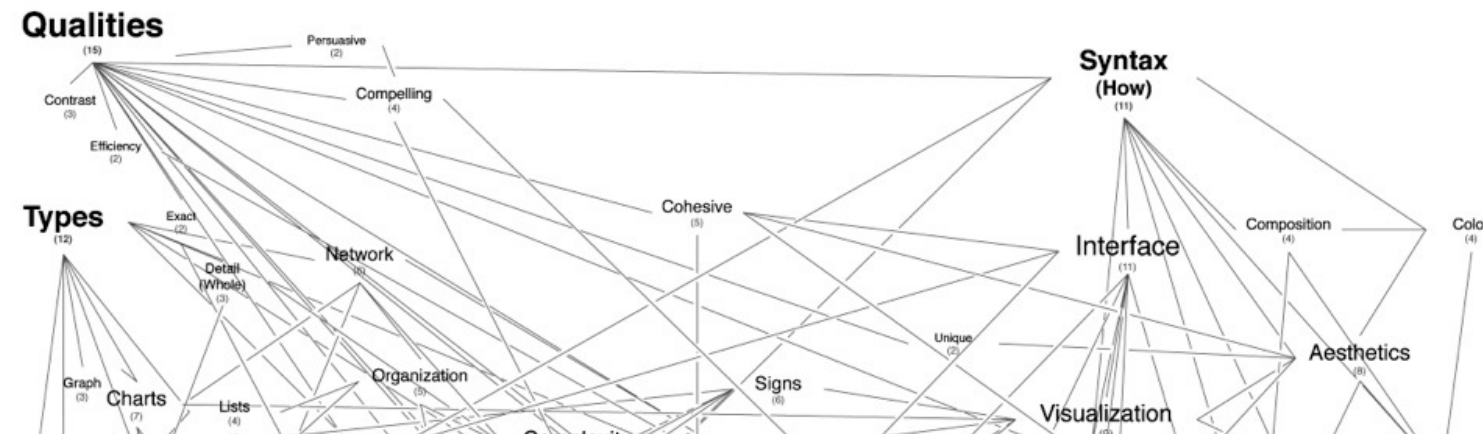 Qualities
(15)
Persuasive
(2)
Syntax
(How)
(11)
Contrast
(3)
Compelling
(4)
Efficiency
(2)
Types
(12)
Exact
(2)
Cohesive
(5)
Network
(6)
Detail
(Whole)
(3)
Interface
(11)
Composition
(4)
(4)
Unique
(2)
Aesthetics
(8)
Graph
(3)
Charts
(7)
Lists
(4)
Organization
(5)
Signs
(6)
Visualization